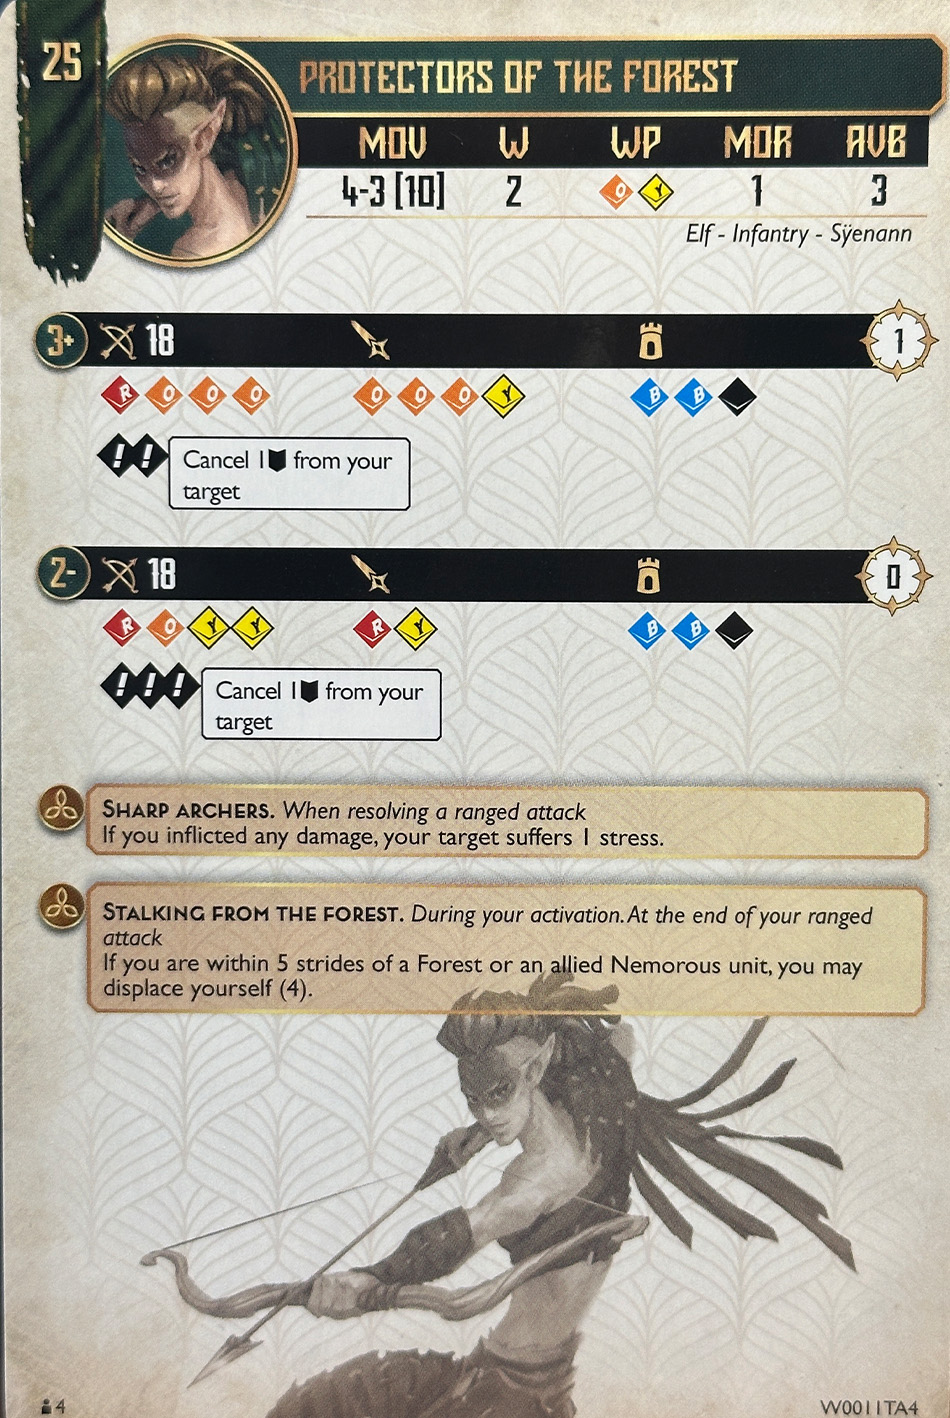 25
PROTECTORS OF THE FOREST
MOV W WP MOR AVB
4-3 [10] 2 O Y 1 3
Elf - Infantry - Sÿenann
3+ 18 1
R O O O O O O Y B B
! ! Cancel 1 from your
target
2- 18 0
R O Y Y R Y B B
! ! ! Cancel 1 from your
target
SHARP ARCHERS. When resolving a ranged attack
If you inflicted any damage, your target suffers 1 stress.
STALKING FROM THE FOREST. During your activation. At the end of your ranged
attack
If you are within 5 strides of a Forest or an allied Nemorous unit, you may
displace yourself (4).
4 W0011TA4